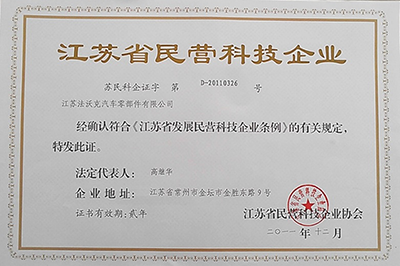 江苏省民营科技企业
苏民科企证字 第 D-20110326 号
江苏法沃克汽车零部件有限公司
经确认符合《江苏省发展民营科技企业条例》的有关规定,
特发此证。
法定代表人: 高继华
企业地址: 江苏省常州市金坛市金胜东路9号
证书有效期: 贰年
江苏省民营科技企业协会
二〇一一年十二月